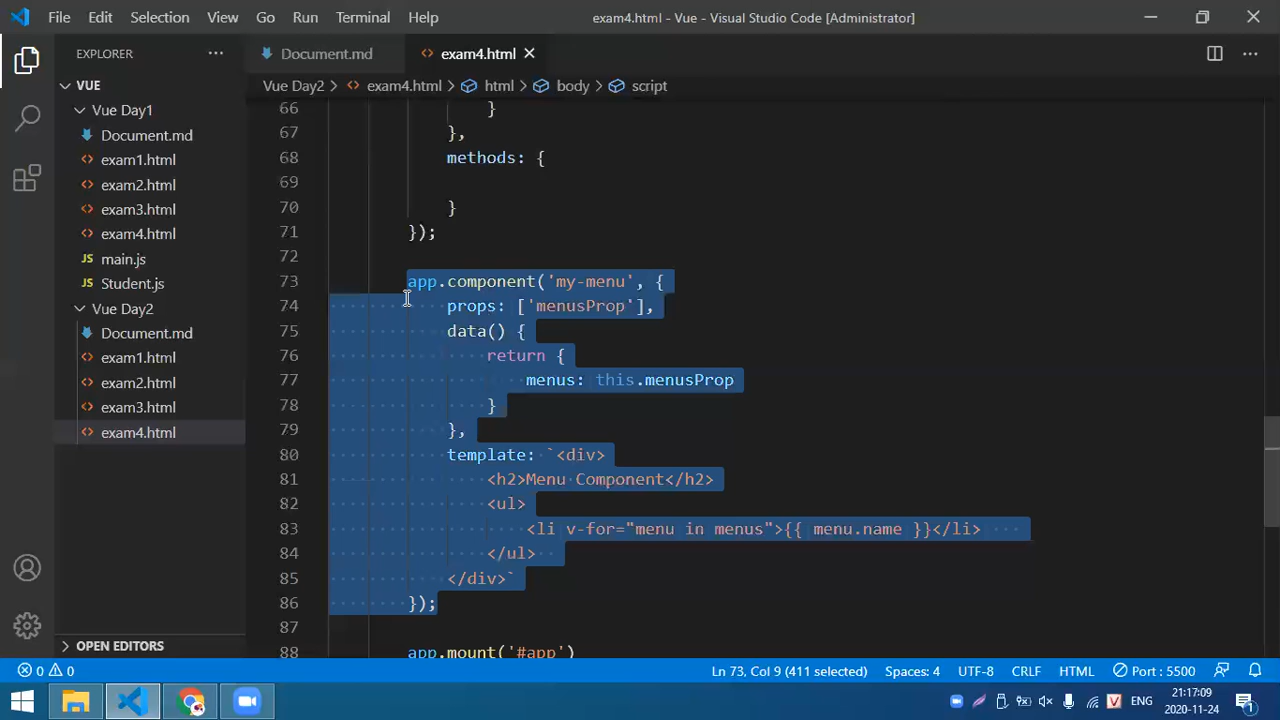 File Edit Selection View Go Run Terminal Help exam4.html - Vue - Visual Studio Code [Administrator]
EXPLORER
Document.md exam4.html
VUE
Vue Day2 > exam4.html > html > body > script
Vue Day1
Document.md
exam1.html
exam2.html
exam3.html
exam4.html
JS main.js
JS Student.js
Vue Day2
Document.md
exam1.html
exam2.html
exam3.html
exam4.html
OPEN EDITORS
66 }
67 },
68 methods: {
69
70 }
71 });
72
73 app.component('my-menu', {
74 props: ['menusProp'],
75 data() {
76 return {
77 menus: this.menusProp
78 }
79 },
80 template: `<div>
81 <h2>Menu Component</h2>
82 <ul>
83 <li v-for="menu in menus">{{ menu.name }}</li>
84 </ul>
85 </div>`
86 });
87
88 app.mount('#app')
0 0 Ln 73, Col 9 (411 selected) Spaces: 4 UTF-8 CRLF HTML Port : 5500
V ENG 21:17:09
2020-11-24 1